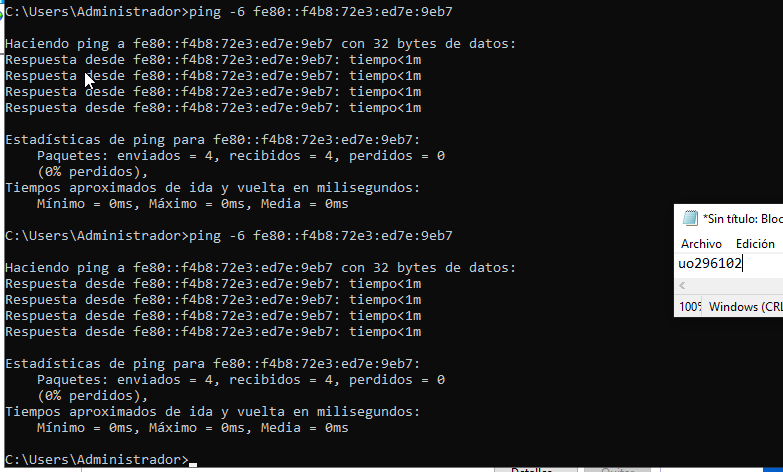 C:\Users\Administrador>ping -6 fe80::f4b8:72e3:ed7e:9eb7
Haciendo ping a fe80::f4b8:72e3:ed7e:9eb7 con 32 bytes de datos:
Respuesta desde fe80::f4b8:72e3:ed7e:9eb7: tiempo<1m
Respuesta desde fe80::f4b8:72e3:ed7e:9eb7: tiempo<1m
Respuesta desde fe80::f4b8:72e3:ed7e:9eb7: tiempo<1m
Respuesta desde fe80::f4b8:72e3:ed7e:9eb7: tiempo<1m
Estadísticas de ping para fe80::f4b8:72e3:ed7e:9eb7:
Paquetes: enviados = 4, recibidos = 4, perdidos = 0
(0% perdidos),
Tiempos aproximados de ida y vuelta en milisegundos:
Mínimo = 0ms, Máximo = 0ms, Media = 0ms
C:\Users\Administrador>ping -6 fe80::f4b8:72e3:ed7e:9eb7
Haciendo ping a fe80::f4b8:72e3:ed7e:9eb7 con 32 bytes de datos:
Respuesta desde fe80::f4b8:72e3:ed7e:9eb7: tiempo<1m
Respuesta desde fe80::f4b8:72e3:ed7e:9eb7: tiempo<1m
Respuesta desde fe80::f4b8:72e3:ed7e:9eb7: tiempo<1m
Respuesta desde fe80::f4b8:72e3:ed7e:9eb7: tiempo<1m
Estadísticas de ping para fe80::f4b8:72e3:ed7e:9eb7:
Paquetes: enviados = 4, recibidos = 4, perdidos = 0
(0% perdidos),
Tiempos aproximados de ida y vuelta en milisegundos:
Mínimo = 0ms, Máximo = 0ms, Media = 0ms
C:\Users\Administrador>
*Sin título: Bloc
Archivo Edición
uo296102
100% Windows (CRL